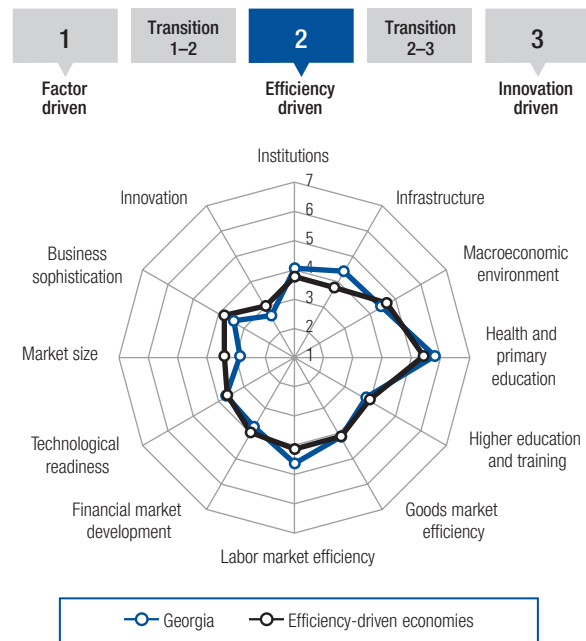 1
Transition
1–2
2
Transition
2–3
3
Factor
driven
Efficiency
driven
Innovation
driven
Institutions
Innovation
Infrastructure
Business
sophistication
Macroeconomic
environment
Market size
Health and
primary
education
Technological
readiness
Higher education
and training
Financial market
development
Goods market
efficiency
Labor market efficiency
7
6
5
4
3
2
1
Georgia
Efficiency-driven economies